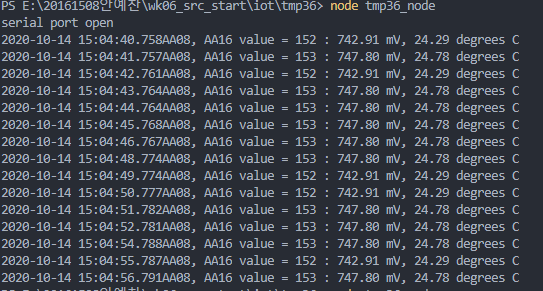 PS E:\20161508안예찬\wk06_src_start\iot\tmp36> node tmp36_node
serial port open
2020-10-14 15:04:40.758AA08, AA16 value = 152 : 742.91 mV, 24.29 degrees C
2020-10-14 15:04:41.757AA08, AA16 value = 153 : 747.80 mV, 24.78 degrees C
2020-10-14 15:04:42.761AA08, AA16 value = 152 : 742.91 mV, 24.29 degrees C
2020-10-14 15:04:43.764AA08, AA16 value = 153 : 747.80 mV, 24.78 degrees C
2020-10-14 15:04:44.764AA08, AA16 value = 153 : 747.80 mV, 24.78 degrees C
2020-10-14 15:04:45.768AA08, AA16 value = 153 : 747.80 mV, 24.78 degrees C
2020-10-14 15:04:46.767AA08, AA16 value = 153 : 747.80 mV, 24.78 degrees C
2020-10-14 15:04:48.774AA08, AA16 value = 153 : 747.80 mV, 24.78 degrees C
2020-10-14 15:04:49.774AA08, AA16 value = 153 : 747.80 mV, 24.78 degrees C
2020-10-14 15:04:50.777AA08, AA16 value = 152 : 742.91 mV, 24.29 degrees C
2020-10-14 15:04:51.782AA08, AA16 value = 153 : 747.80 mV, 24.78 degrees C
2020-10-14 15:04:52.781AA08, AA16 value = 153 : 747.80 mV, 24.78 degrees C
2020-10-14 15:04:54.788AA08, AA16 value = 153 : 747.80 mV, 24.78 degrees C
2020-10-14 15:04:55.787AA08, AA16 value = 152 : 742.91 mV, 24.29 degrees C
2020-10-14 15:04:56.791AA08, AA16 value = 153 : 747.80 mV, 24.78 degrees C